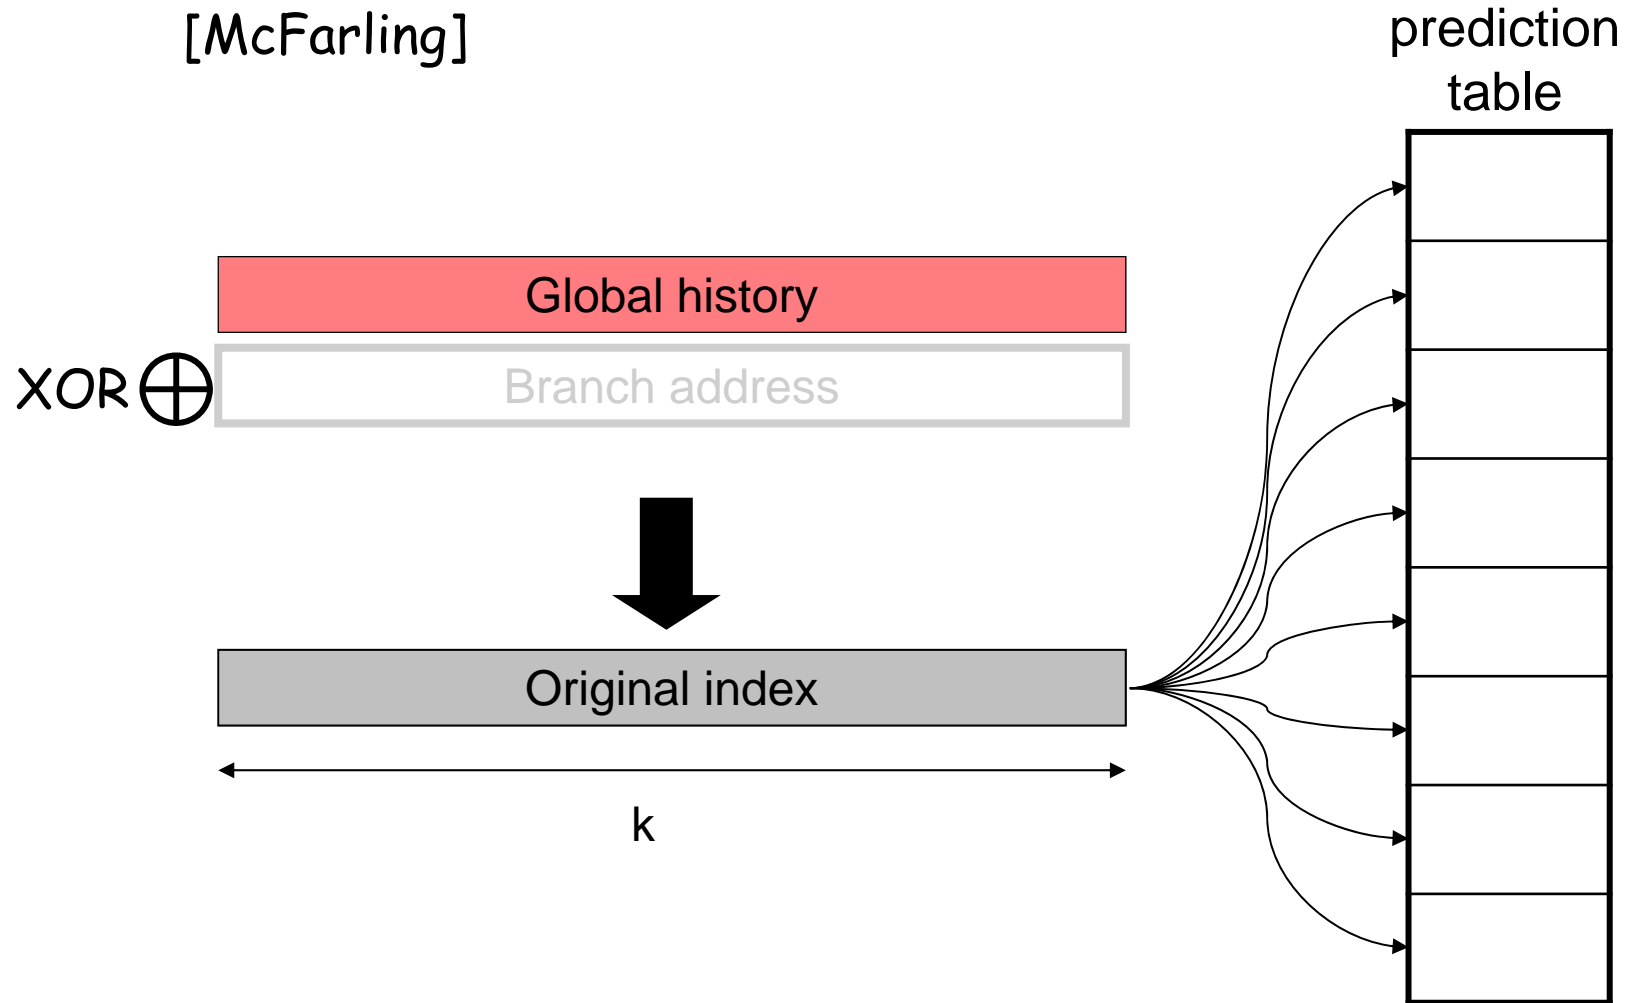 [McFarling]
prediction
table
Global history
XOR
Branch address
Original index
k